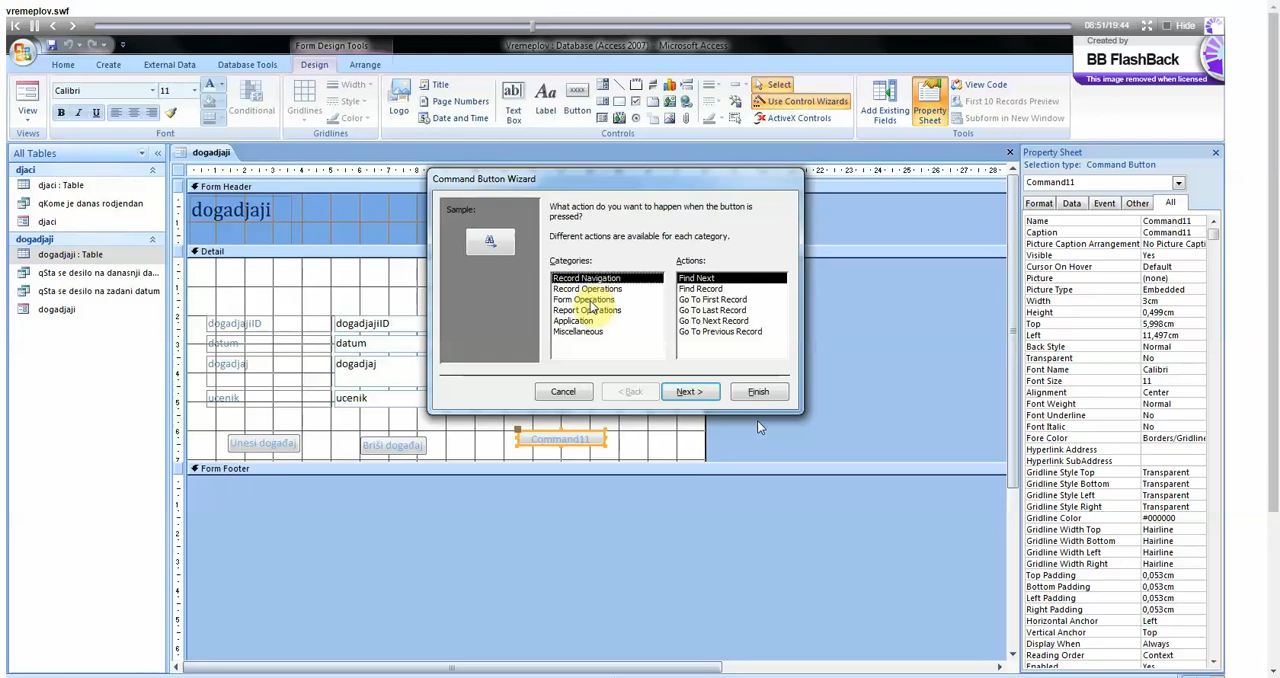 vremeplov.swf
08:51/19:44
Hide
Created by
BB FlashBack
This image removed when licensed
Form Design Tools
Vremeplov : Database (Access 2007) - Microsoft Access
Home
Create
External Data
Database Tools
Design
Arrange
View
Views
Calibri
11
B I U
A
Conditional
Font
Gridlines
Width
Style
Color
Gridlines
Logo
Title
Page Numbers
Date and Time
Text Box
Label
Button
Controls
Select
Use Control Wizards
ActiveX Controls
Add Existing Fields
Property Sheet
View Code
First 10 Records Preview
Subform in New Window
Tools
All Tables
djaci
djaci : Table
qKome je danas rodjendan
djaci
dogadjaji
dogadjaji : Table
qSta se desilo na danasnji da...
qSta se desilo na zadani datum
dogadjaji
dogadjaji
Form Header
dogadjaji
Detail
dogadjajiID
dogadjajiID
datum
datum
dogadjaj
dogadjaj
ucenik
ucenik
Unesi događaj
Briši događaj
Command11
Form Footer
Command Button Wizard
Sample:
What action do you want to happen when the button is
pressed?
Different actions are available for each category.
Categories:
Actions:
Record Navigation
Record Operations
Form Operations
Report Operations
Application
Miscellaneous
Find Next
Find Record
Go To First Record
Go To Last Record
Go To Next Record
Go To Previous Record
Cancel
< Back
Next >
Finish
Property Sheet
Selection type: Command Button
Command11
Format
Data
Event
Other
All
Name Command11
Caption Command11
Picture Caption Arrangement No Picture Captio
Visible Yes
Cursor On Hover Default
Picture (none)
Picture Type Embedded
Width 3cm
Height 0,499cm
Top 5,998cm
Left 11,497cm
Back Style Normal
Transparent No
Font Name Calibri
Font Size 11
Alignment Center
Font Weight Normal
Font Underline No
Font Italic No
Fore Color Borders/Gridline
Hyperlink Address
Hyperlink SubAddress
Gridline Style Top Transparent
Gridline Style Bottom Transparent
Gridline Style Left Transparent
Gridline Style Right Transparent
Gridline Color #000000
Gridline Width Top Hairline
Gridline Width Bottom Hairline
Gridline Width Left Hairline
Gridline Width Right Hairline
Top Padding 0,053cm
Bottom Padding 0,053cm
Left Padding 0,053cm
Right Padding 0,053cm
Horizontal Anchor Left
Vertical Anchor Top
Display When Always
Reading Order Context
Enabled Yes